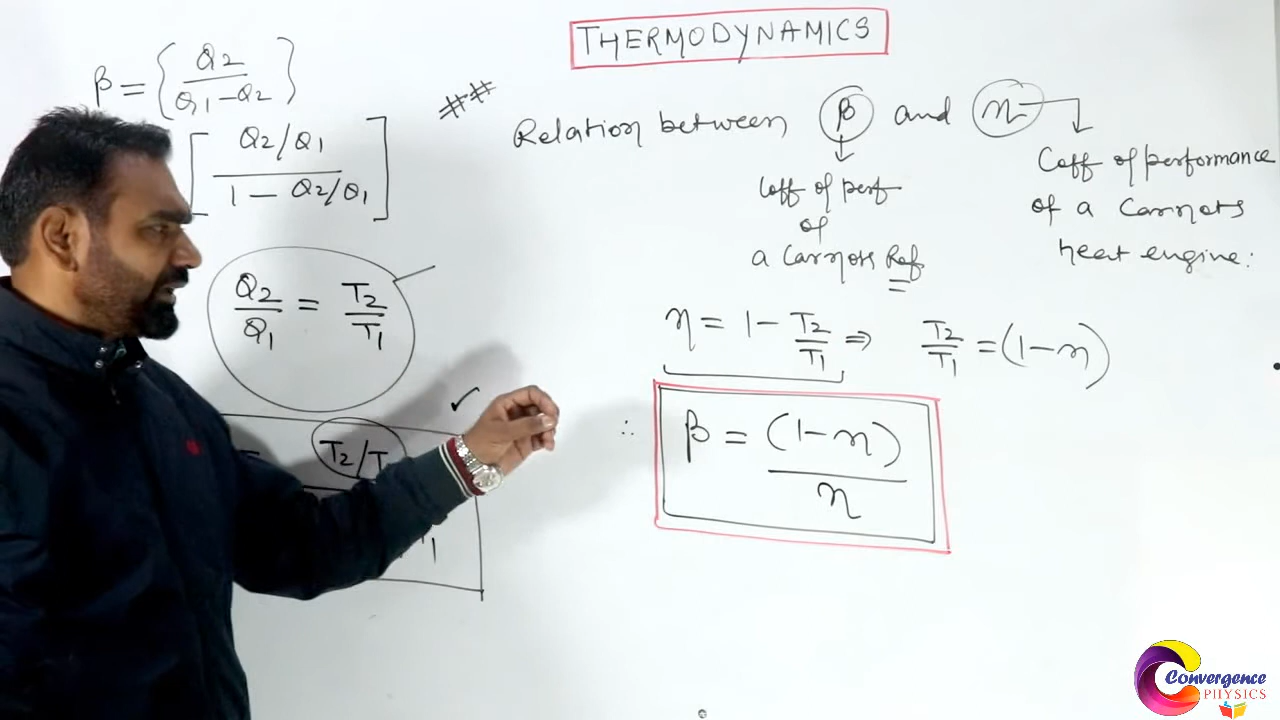 THERMODYNAMICS
β = { Q2 / Q1 - Q2 }
[ Q2/Q1 / 1 - Q2/Q1 ]
Q2/Q1 = T2/T1
T2/T
## Relation between β and η
Coff of perf
of
a Carnots Ref
Coff of performance
of a Carnots
heat engine:
η = 1 - T2/T1 ⇒ T2/T1 = (1-η)
∴ β = (1-η) / η
Convergence
PHYSICS